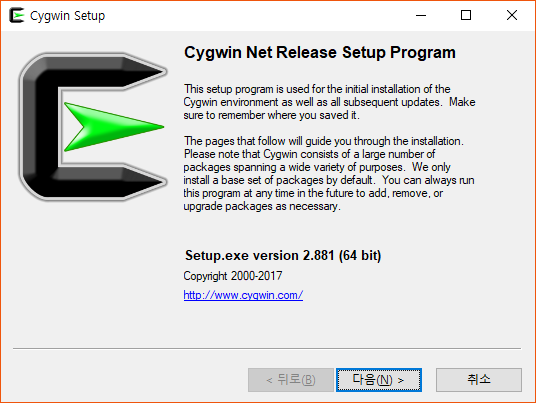 Cygwin Setup
Cygwin Net Release Setup Program
This setup program is used for the initial installation of the
Cygwin environment as well as all subsequent updates.  Make
sure to remember where you saved it.
The pages that follow will guide you through the installation.
Please note that Cygwin consists of a large number of
packages spanning a wide variety of purposes.  We only
install a base set of packages by default.  You can always run
this program at any time in the future to add, remove, or
upgrade packages as necessary.
Setup.exe version 2.881 (64 bit)
Copyright 2000-2017
http://www.cygwin.com/
< 뒤로(B) 다음(N) > 취소